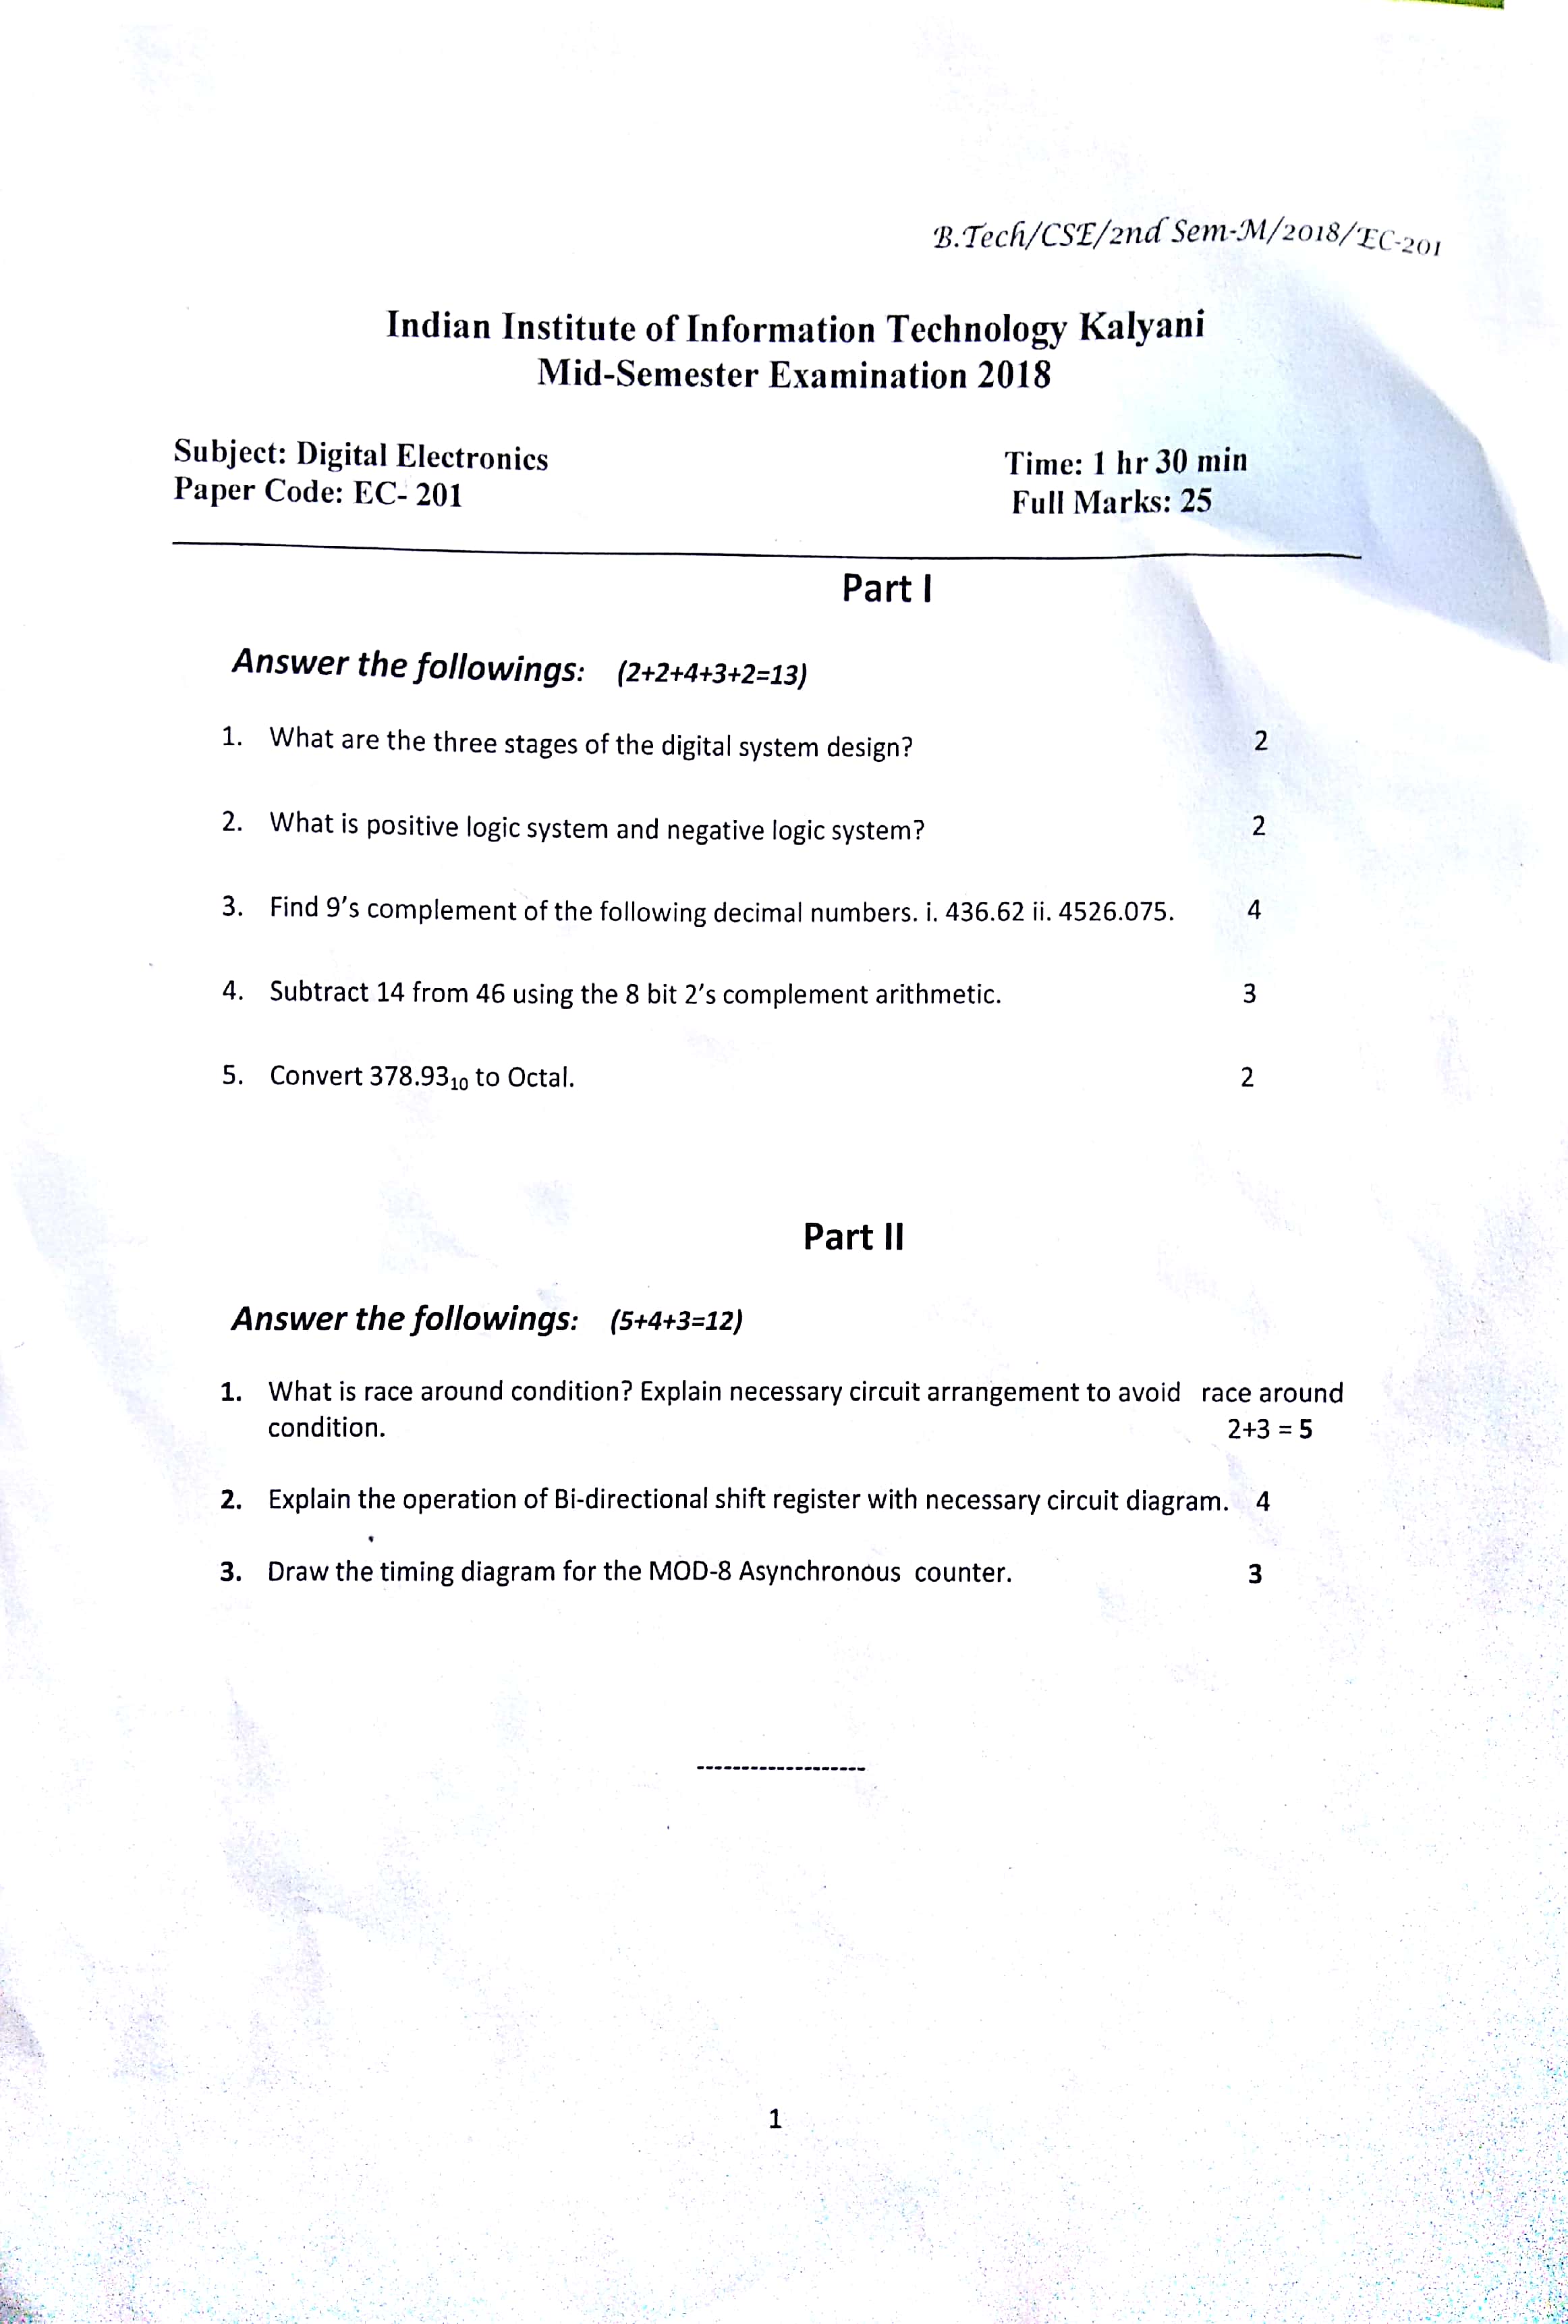 B.Tech/CSE/2nd Sem-M/2018/EC-201
Indian Institute of Information Technology Kalyani
Mid-Semester Examination 2018
Subject: Digital Electronics
Time: 1 hr 30 min
Paper Code: EC- 201
Full Marks: 25
Part I
Answer the followings: (2+2+4+3+2=13)
1. What are the three stages of the digital system design? 2
2. What is positive logic system and negative logic system? 2
3. Find 9’s complement of the following decimal numbers. i. 436.62 ii. 4526.075. 4
4. Subtract 14 from 46 using the 8 bit 2’s complement arithmetic. 3
5. Convert 378.93₁₀ to Octal. 2
Part II
Answer the followings: (5+4+3=12)
1. What is race around condition? Explain necessary circuit arrangement to avoid race around
condition. 2+3 = 5
2. Explain the operation of Bi-directional shift register with necessary circuit diagram. 4
3. Draw the timing diagram for the MOD-8 Asynchronous counter. 3
-------------------
1